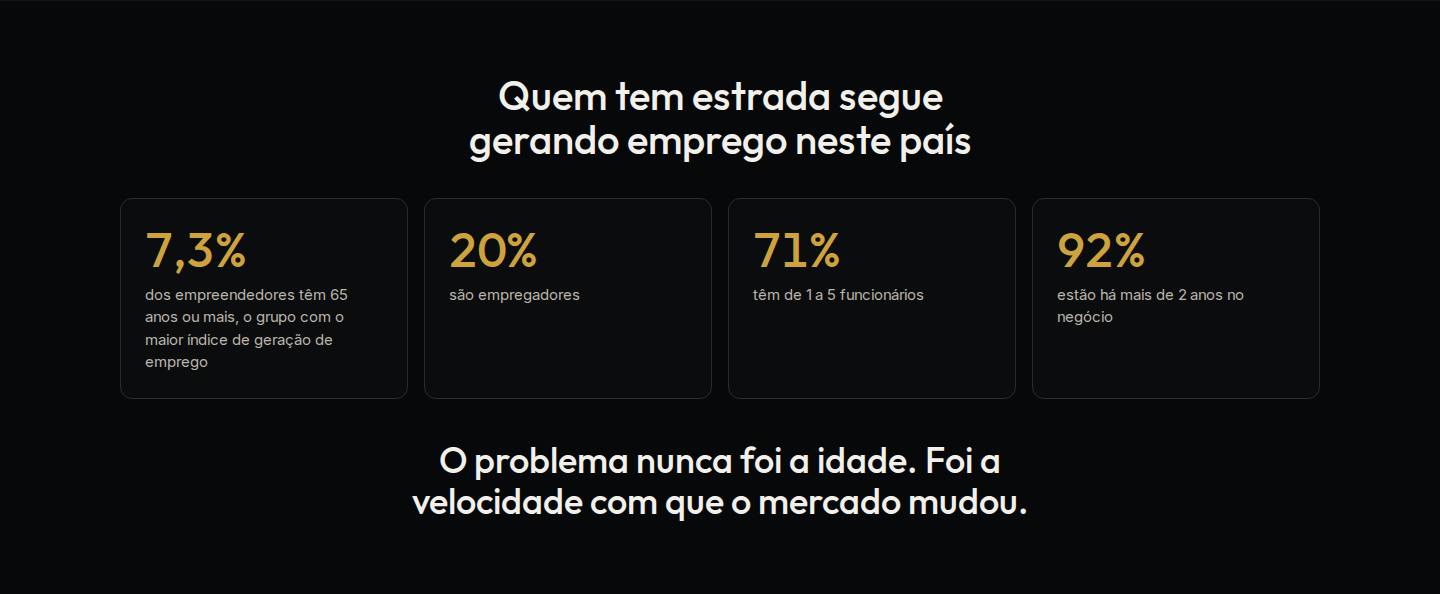 Quem tem estrada segue
gerando emprego neste país
7,3%
dos empreendedores têm 65
anos ou mais, o grupo com o
maior índice de geração de
emprego
20%
são empregadores
71%
têm de 1 a 5 funcionários
92%
estão há mais de 2 anos no
negócio
O problema nunca foi a idade. Foi a
velocidade com que o mercado mudou.